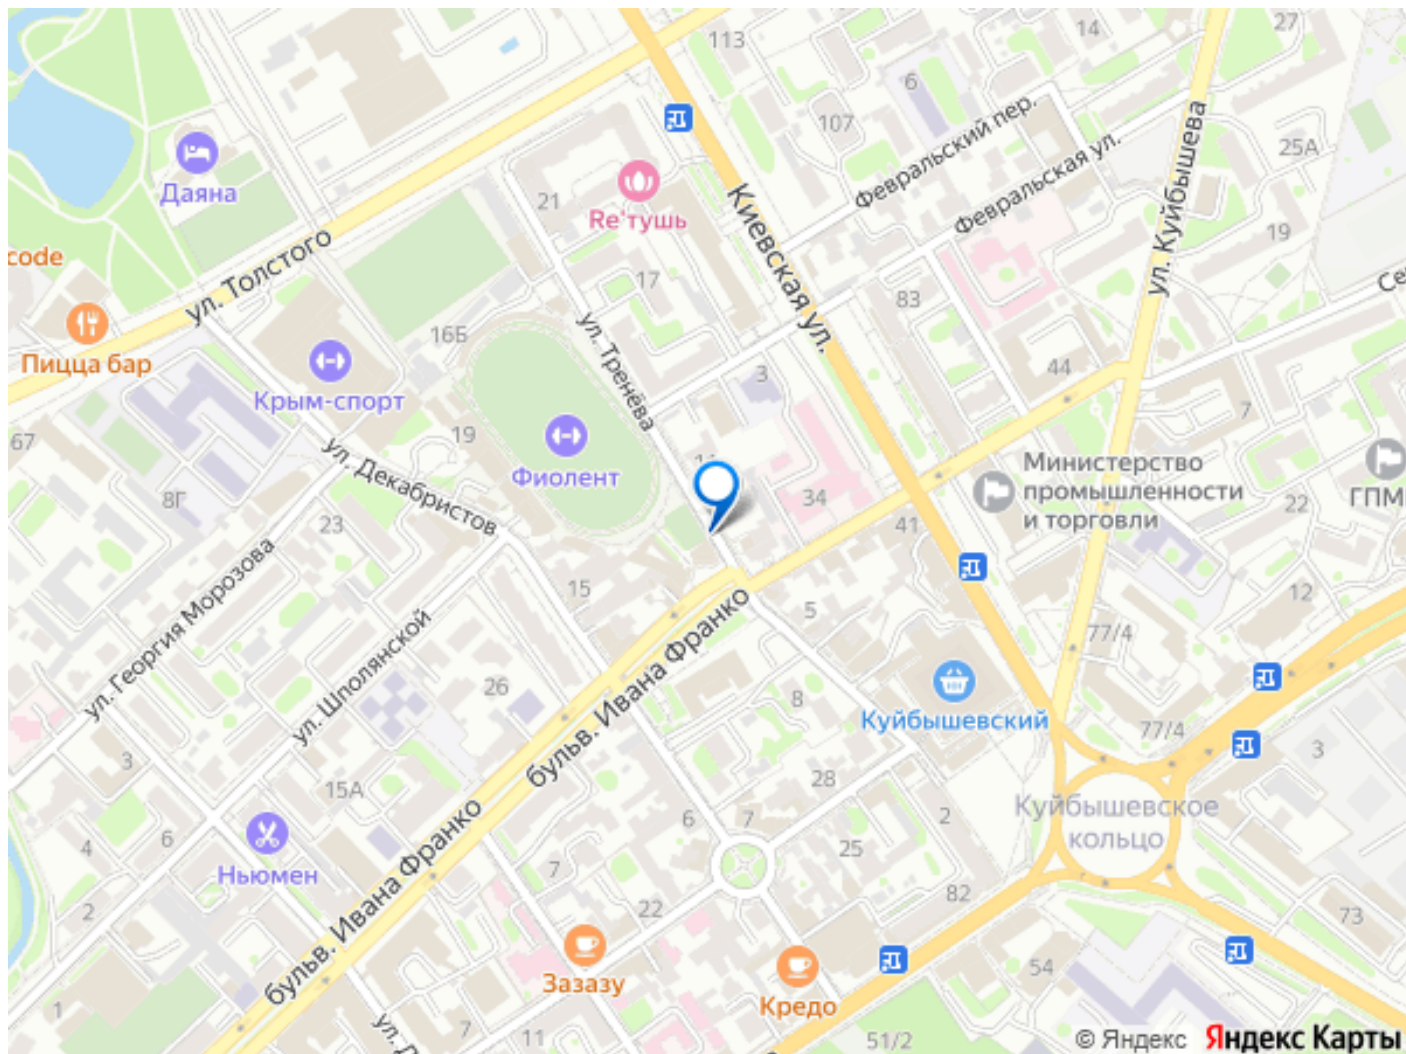 113
14
27
6
107
Февральский пер.
Февральская ул.
ул. Куйбышева
25А
Даяна
21
Re'тушь
Киевская ул.
19
code
ул. Толстого
17
83
Пицца бар
16Б
ул. Тренёва
3
44
Крым-спорт
7
67
19
Фиолент
ул. Декабристов
8Г
34
Министерство
промышленности
и торговли
22
ГПМ
23
41
15
5
12
77/4
ул. Георгия Морозова
ул. Шполянской
бульв. Ивана Франко
26
8
Куйбышевский
77/4
3
3
15А
28
Куйбышевское
кольцо
6
7
2
4
6
25
Ньюмен
бульв. Ивана Франко
7
82
2
22
73
Зазазу
54
Кредо
1
7
11
51/2
© Яндекс Яндекс Карты